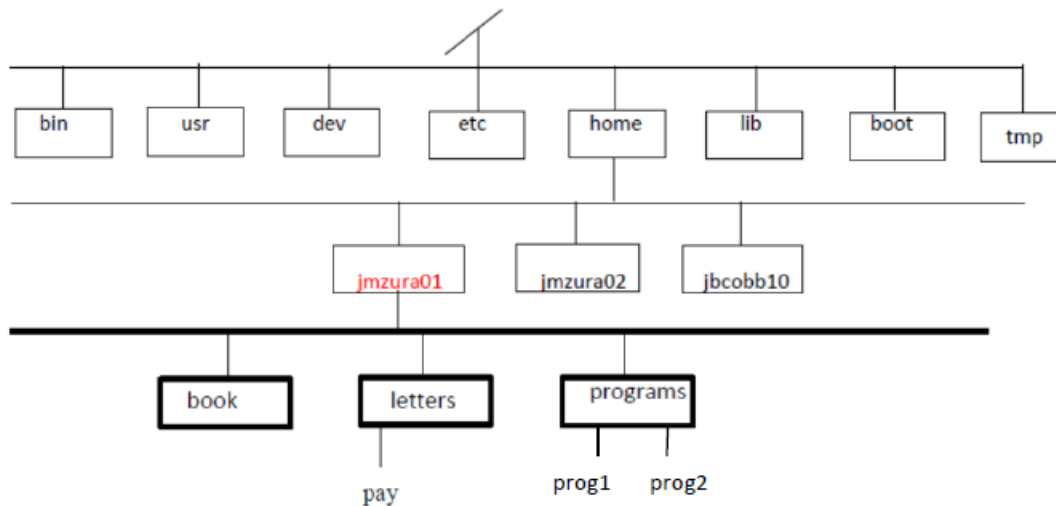 /
bin usr dev etc home lib boot tmp
jmzura01 jmzura02 jbcobb10
book letters programs
pay prog1 prog2